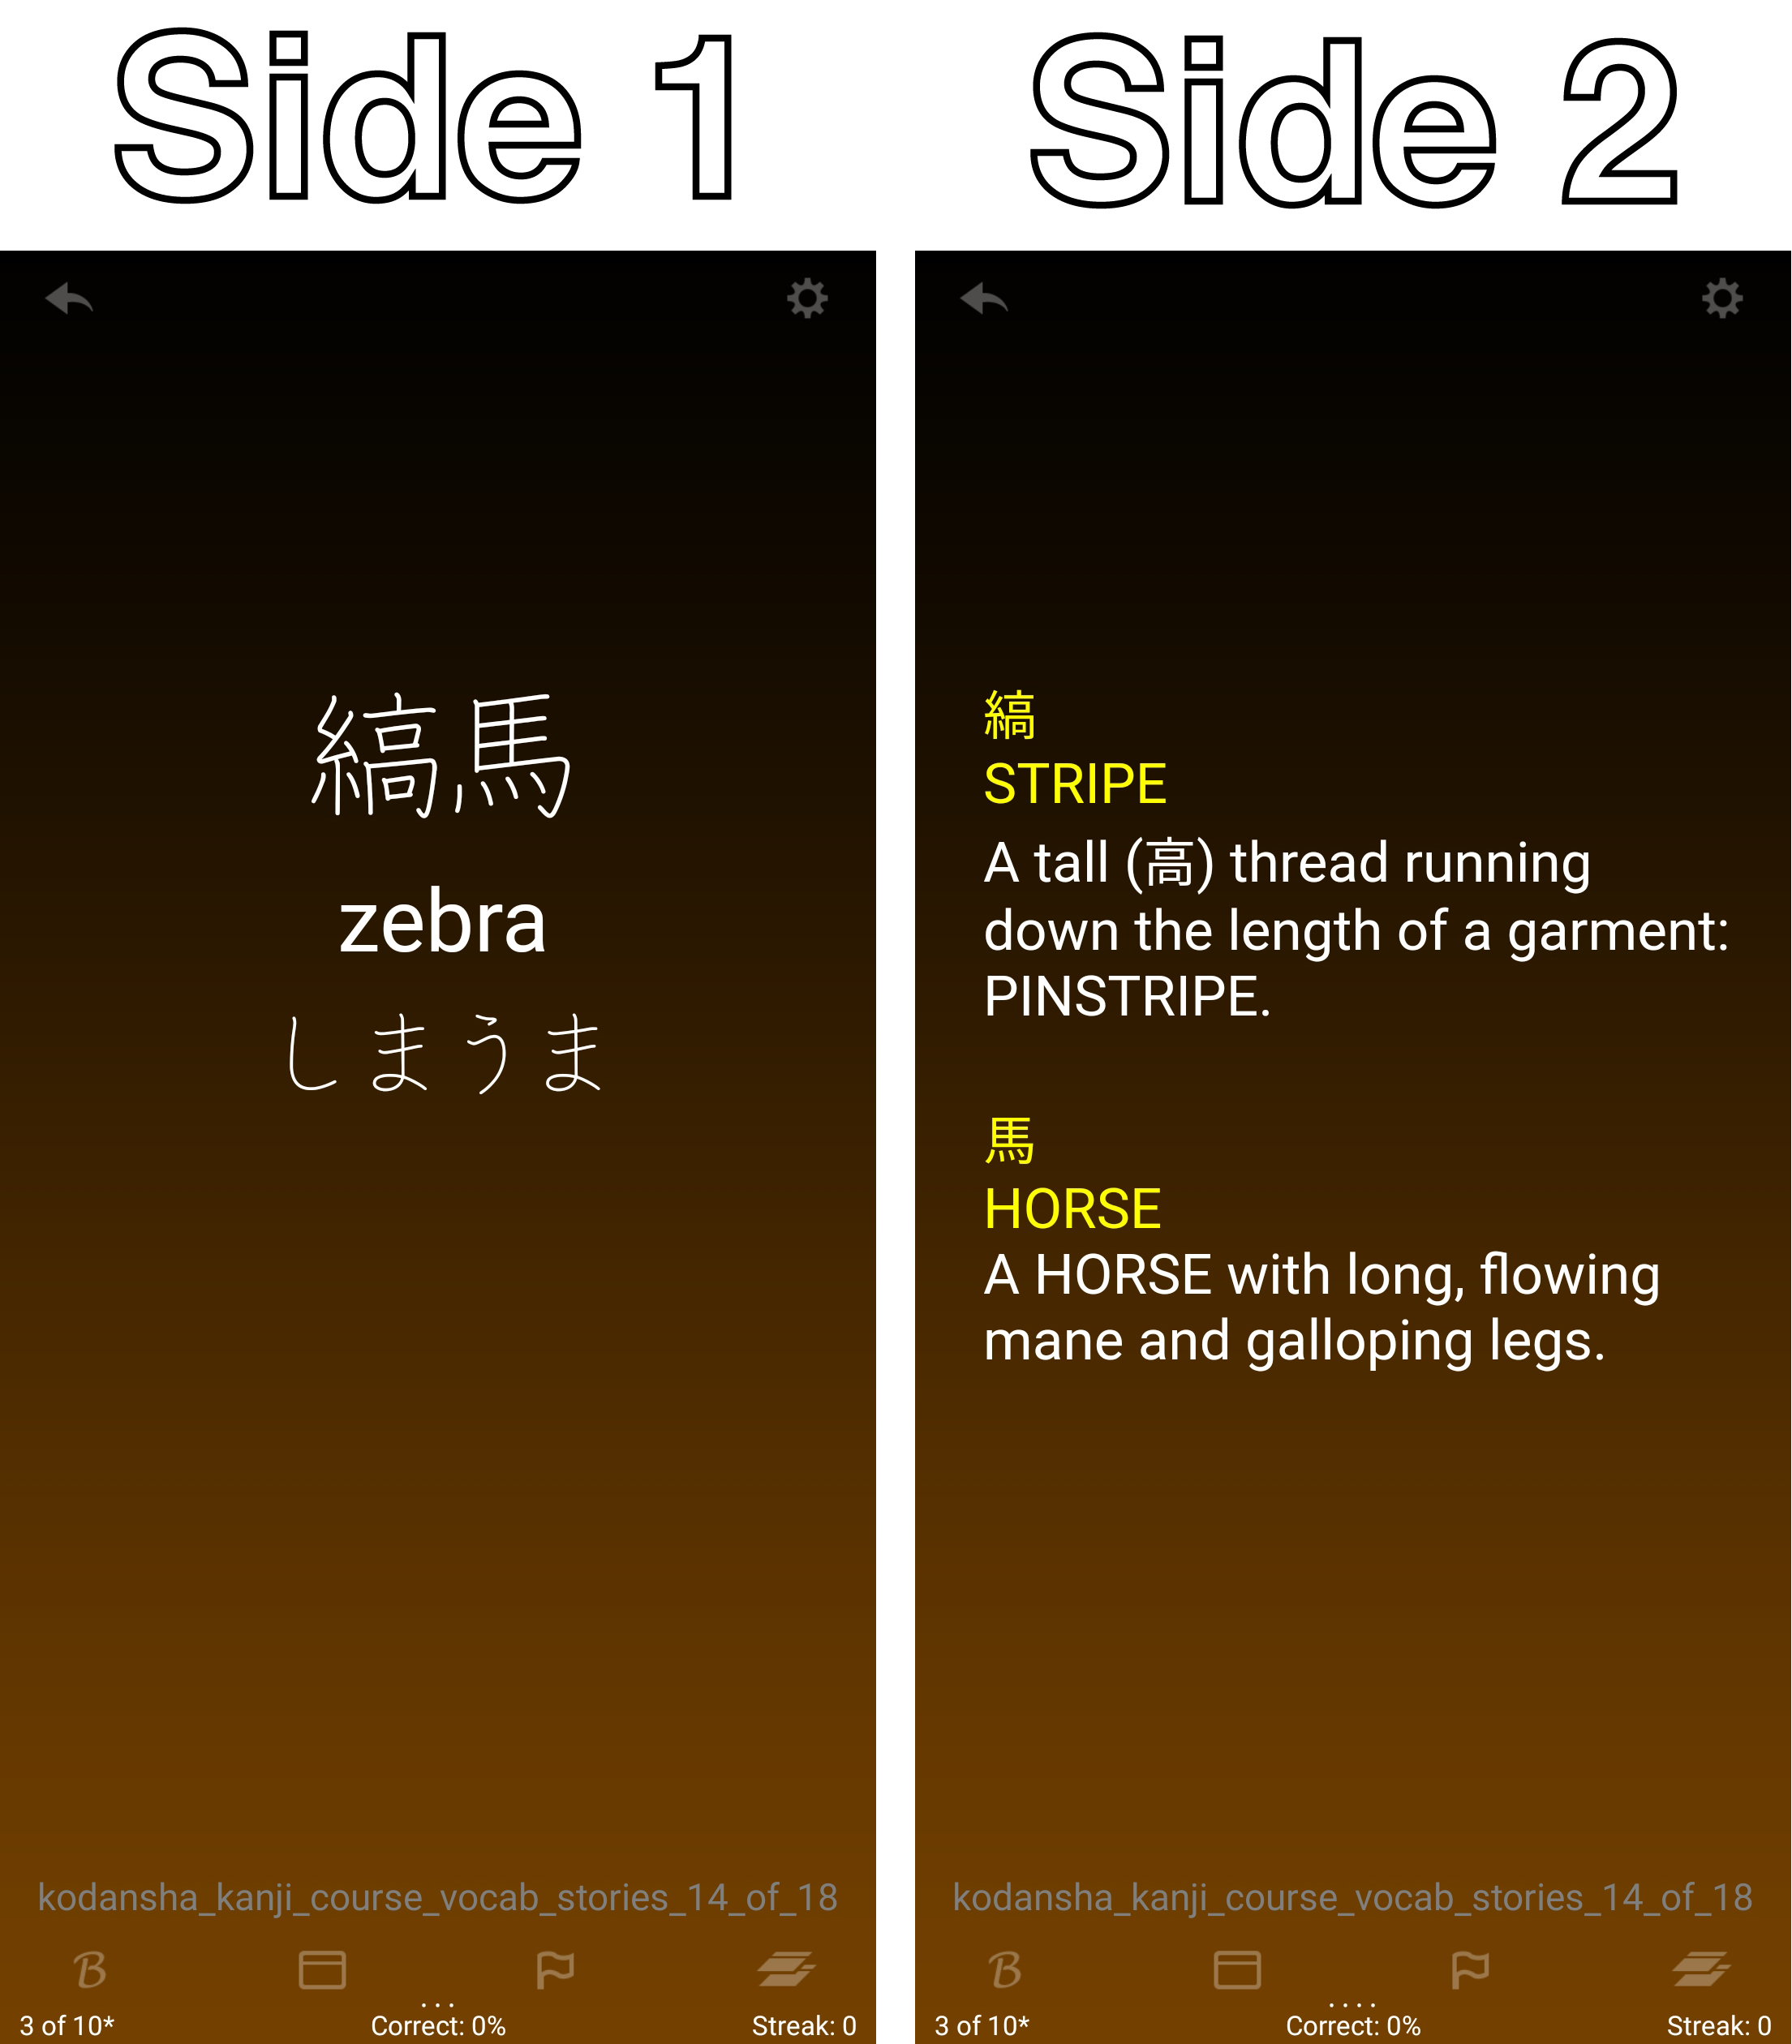 Side 1
縞馬
zebra
しまうま
kodansha_kanji_course_vocab_stories_14_of_18
B
3 of 10*
Correct: 0%
Streak: 0
Side 2
縞
STRIPE
A tall (高) thread running
down the length of a garment:
PINSTRIPE.
馬
HORSE
A HORSE with long, flowing
mane and galloping legs.
kodansha_kanji_course_vocab_stories_14_of_18
B
3 of 10*
Correct: 0%
Streak: 0